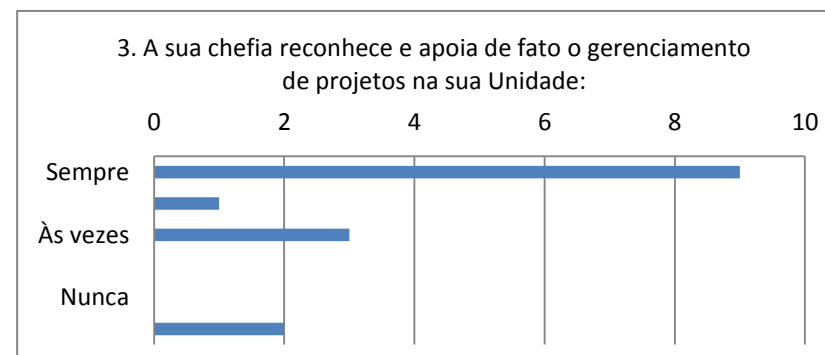 3. A sua chefia reconhece e apoia de fato o gerenciamento
de projetos na sua Unidade:
0 2 4 6 8 10
Sempre
Às vezes
Nunca